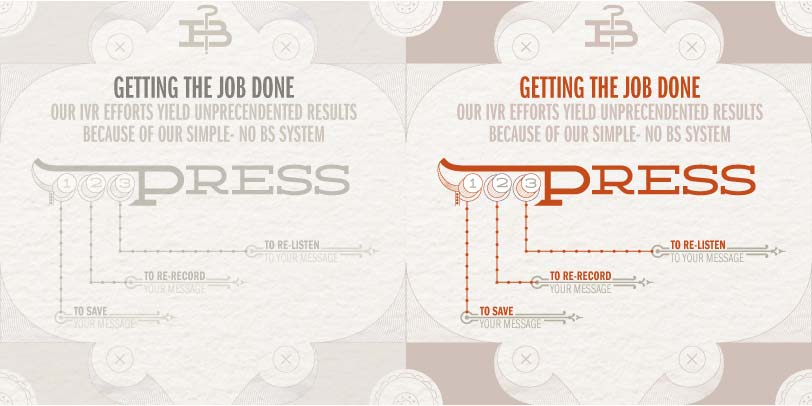 ?
B
GETTING THE JOB DONE
OUR IVR EFFORTS YIELD UNPRECENDENTED RESULTS
BECAUSE OF OUR SIMPLE- NO BS SYSTEM
PRESS
1 2 3
TO RE-LISTEN
TO YOUR MESSAGE
TO RE-RECORD
YOUR MESSAGE
TO SAVE
YOUR MESSAGE
?
B
GETTING THE JOB DONE
OUR IVR EFFORTS YIELD UNPRECENDENTED RESULTS
BECAUSE OF OUR SIMPLE- NO BS SYSTEM
PRESS
1 2 3
TO RE-LISTEN
TO YOUR MESSAGE
TO RE-RECORD
YOUR MESSAGE
TO SAVE
YOUR MESSAGE